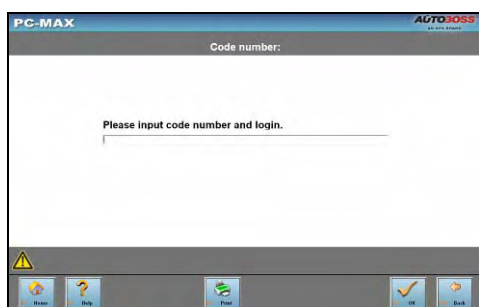 PC-MAX
AUTOBOSS
Code number:
Please input code number and login.
Home
Help
Print
OK
Back